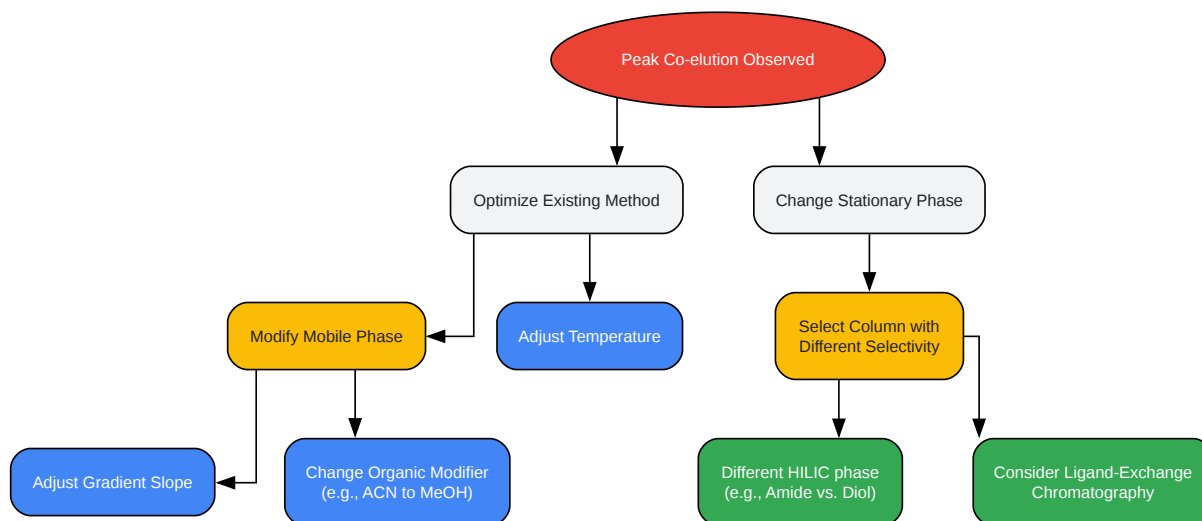 Peak Co-elution Observed
Optimize Existing Method
Change Stationary Phase
Modify Mobile Phase
Adjust Temperature
Select Column with
Different Selectivity
Adjust Gradient Slope
Change Organic Modifier
(e.g., ACN to MeOH)
Different HILIC phase
(e.g., Amide vs. Diol)
Consider Ligand-Exchange
Chromatography